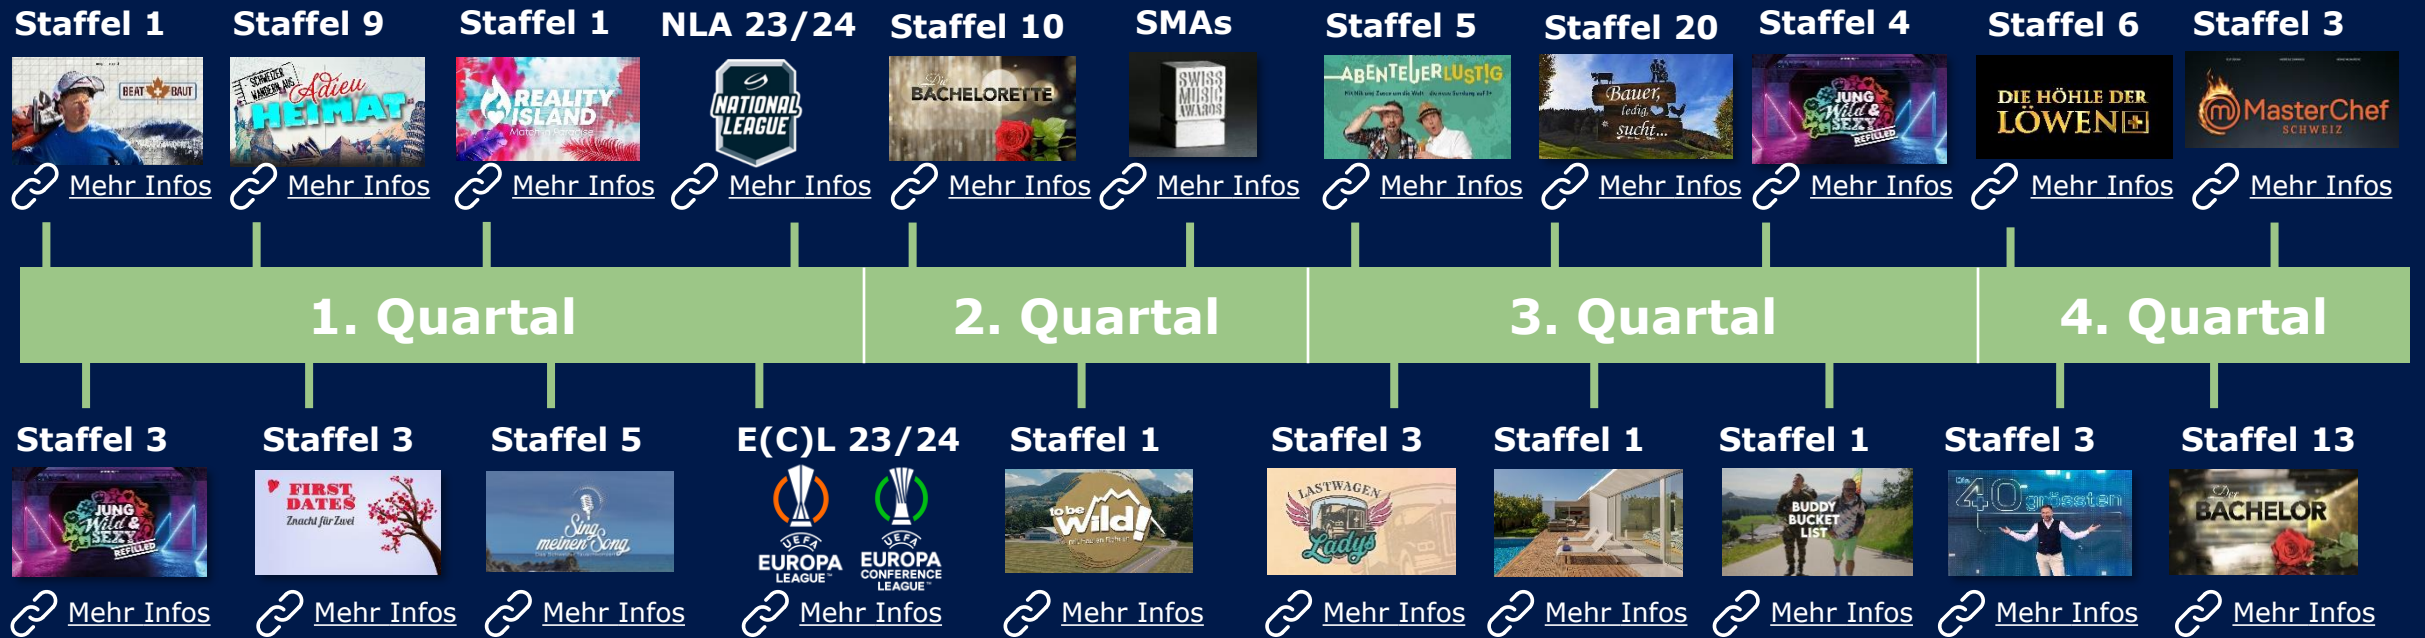 Staffel 1
BEAT BAUT
Mehr Infos
Staffel 9
SCHWEIZER
WANDERN AUS
Adieu
HEIMAT
Mehr Infos
Staffel 1
REALITY
ISLAND
Match in Paradise
Mehr Infos
NLA 23/24
NATIONAL
LEAGUE
Mehr Infos
Staffel 10
Die
BACHELORETTE
Mehr Infos
SMAs
SWISS
MUSIC
AWARDS
Mehr Infos
Staffel 5
ABENTEUERLUSTIG
Mehr Infos
Staffel 20
Bauer,
ledig,
sucht...
Mehr Infos
Staffel 4
JUNG
Wild &
SEXY
REFILLED
Mehr Infos
Staffel 6
DIE HÖHLE DER
LÖWEN
Mehr Infos
Staffel 3
MasterChef
SCHWEIZ
Mehr Infos
1. Quartal
2. Quartal
3. Quartal
4. Quartal
Staffel 3
JUNG
Wild &
SEXY
REFILLED
Mehr Infos
Staffel 3
FIRST
DATES
Znacht für Zwei
Mehr Infos
Staffel 5
Sing
meinen Song
Mehr Infos
E(C)L 23/24
UEFA
EUROPA
LEAGUE™
UEFA
EUROPA
CONFERENCE
LEAGUE™
Mehr Infos
Staffel 1
to be
Wild!
Mehr Infos
Staffel 3
LASTWAGEN
Ladys
Mehr Infos
Staffel 1
Mehr Infos
Staffel 1
BUDDY
BUCKET
LIST
Mehr Infos
Staffel 3
Die
40 grössten
Mehr Infos
Staffel 13
Der
BACHELOR
Mehr Infos